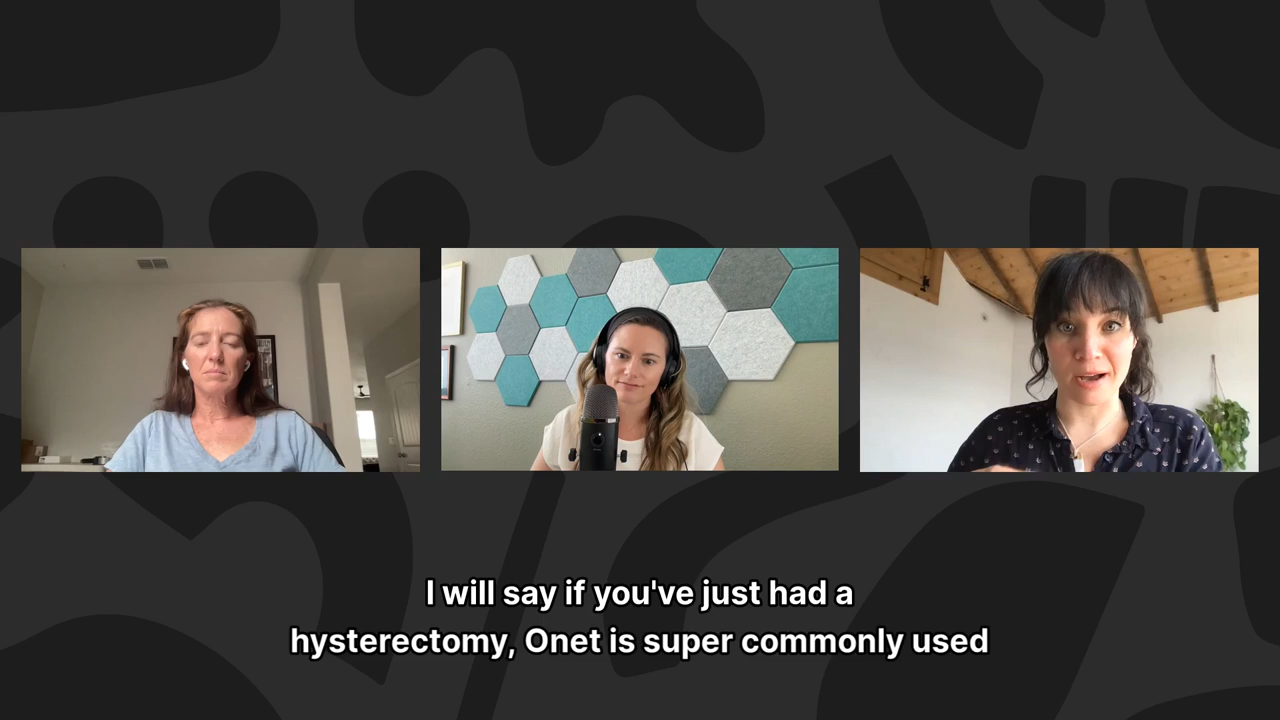 I will say if you've just had a
hysterectomy, Onet is super commonly used